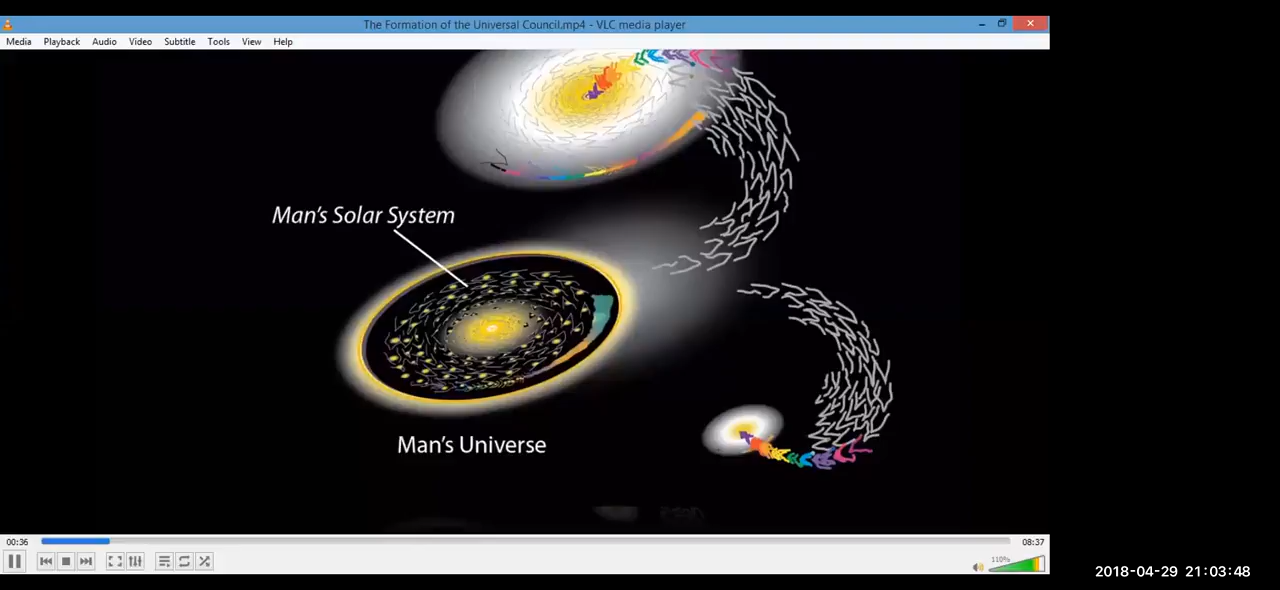 The Formation of the Universal Council.mp4 - VLC media player
Media Playback Audio Video Subtitle Tools View Help
Man's Solar System
Man's Universe
00:36
08:37
110%
2018-04-29 21:03:48